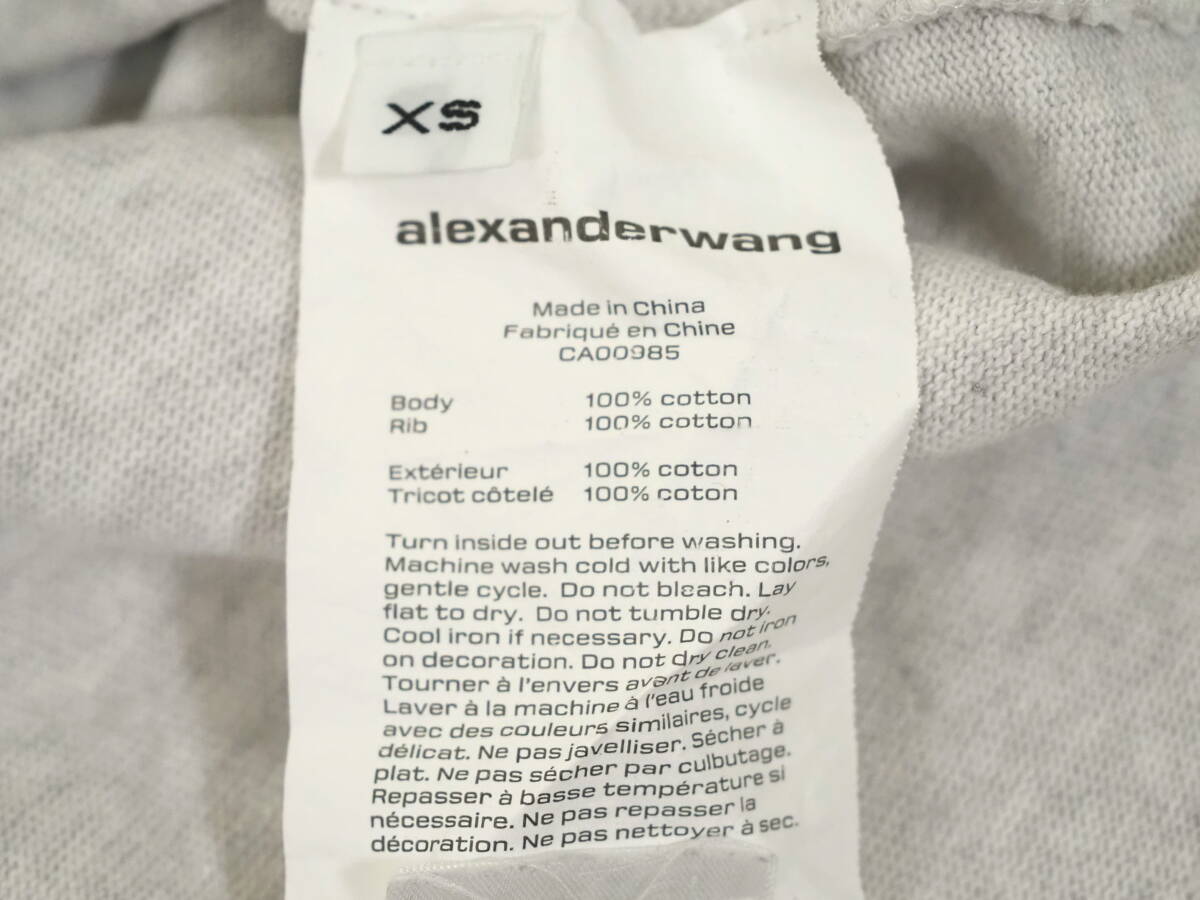 XS
alexanderwang
Made in China
Fabriqué en Chine
CA00985
Body 100% cotton
Rib 100% cotton
Extérieur 100% coton
Tricot côtelé 100% coton
Turn inside out before washing.
Machine wash cold with like colors,
gentle cycle. Do not bleach. Lay
flat to dry. Do not tumble dry.
Cool iron if necessary. Do not iron
on decoration. Do not dry clean.
Tourner à l'envers avant de laver.
Laver à la machine à l'eau froide
avec des couleurs similaires, cycle
délicat. Ne pas javelliser. Sécher à
plat. Ne pas sécher par culbutage.
Repasser à basse température si
nécessaire. Ne pas repasser la
décoration. Ne pas nettoyer à sec.